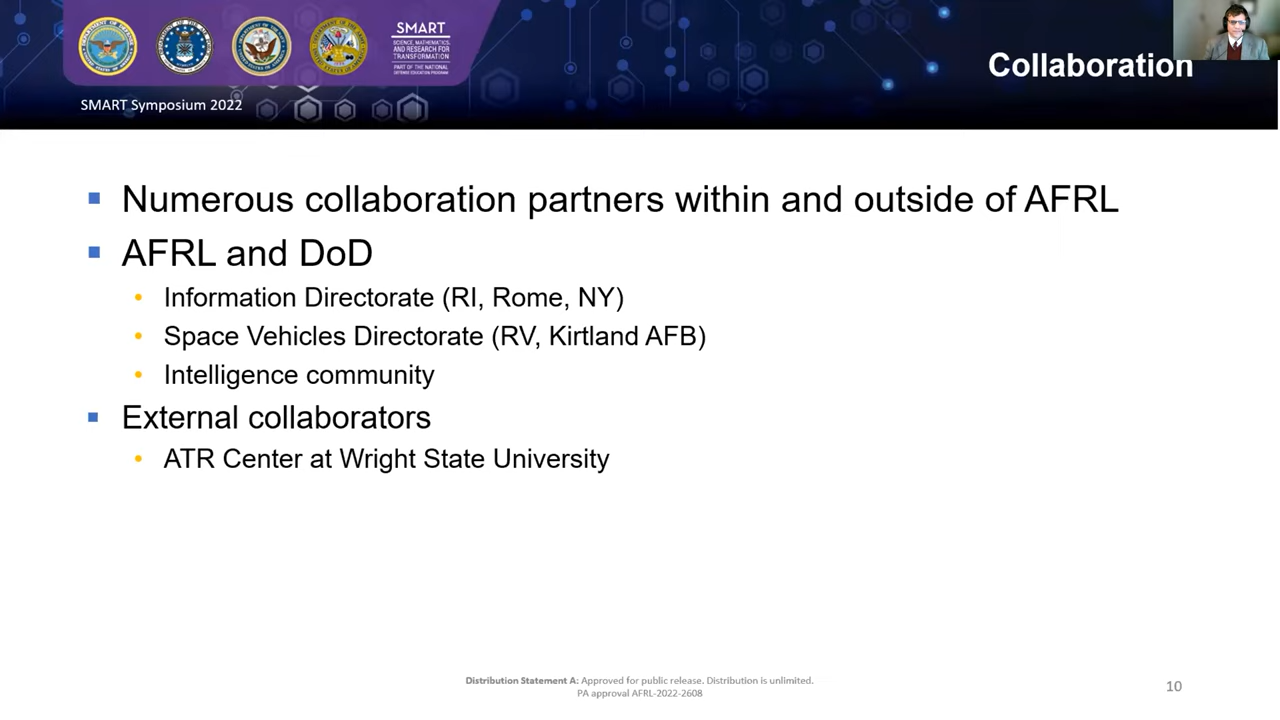 SMART
SCIENCE, MATHEMATICS,
AND RESEARCH FOR
TRANSFORMATION
PART OF THE NATIONAL
DEFENSE EDUCATION PROGRAM
Collaboration
SMART Symposium 2022
Numerous collaboration partners within and outside of AFRL
AFRL and DoD
Information Directorate (RI, Rome, NY)
Space Vehicles Directorate (RV, Kirtland AFB)
Intelligence community
External collaborators
ATR Center at Wright State University
Distribution Statement A: Approved for public release. Distribution is unlimited.
PA approval AFRL-2022-2608
10